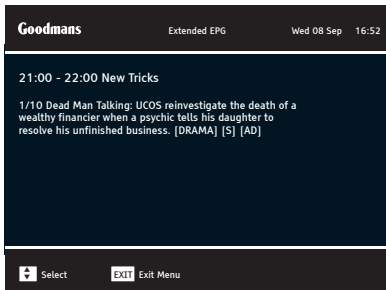 Goodmans Extended EPG Wed 08 Sep 16:52
21:00 - 22:00 New Tricks
1/10 Dead Man Talking: UCOS reinvestigate the death of a
wealthy financier when a psychic tells his daughter to
resolve his unfinished business. [DRAMA] [S] [AD]
Select EXIT Exit Menu